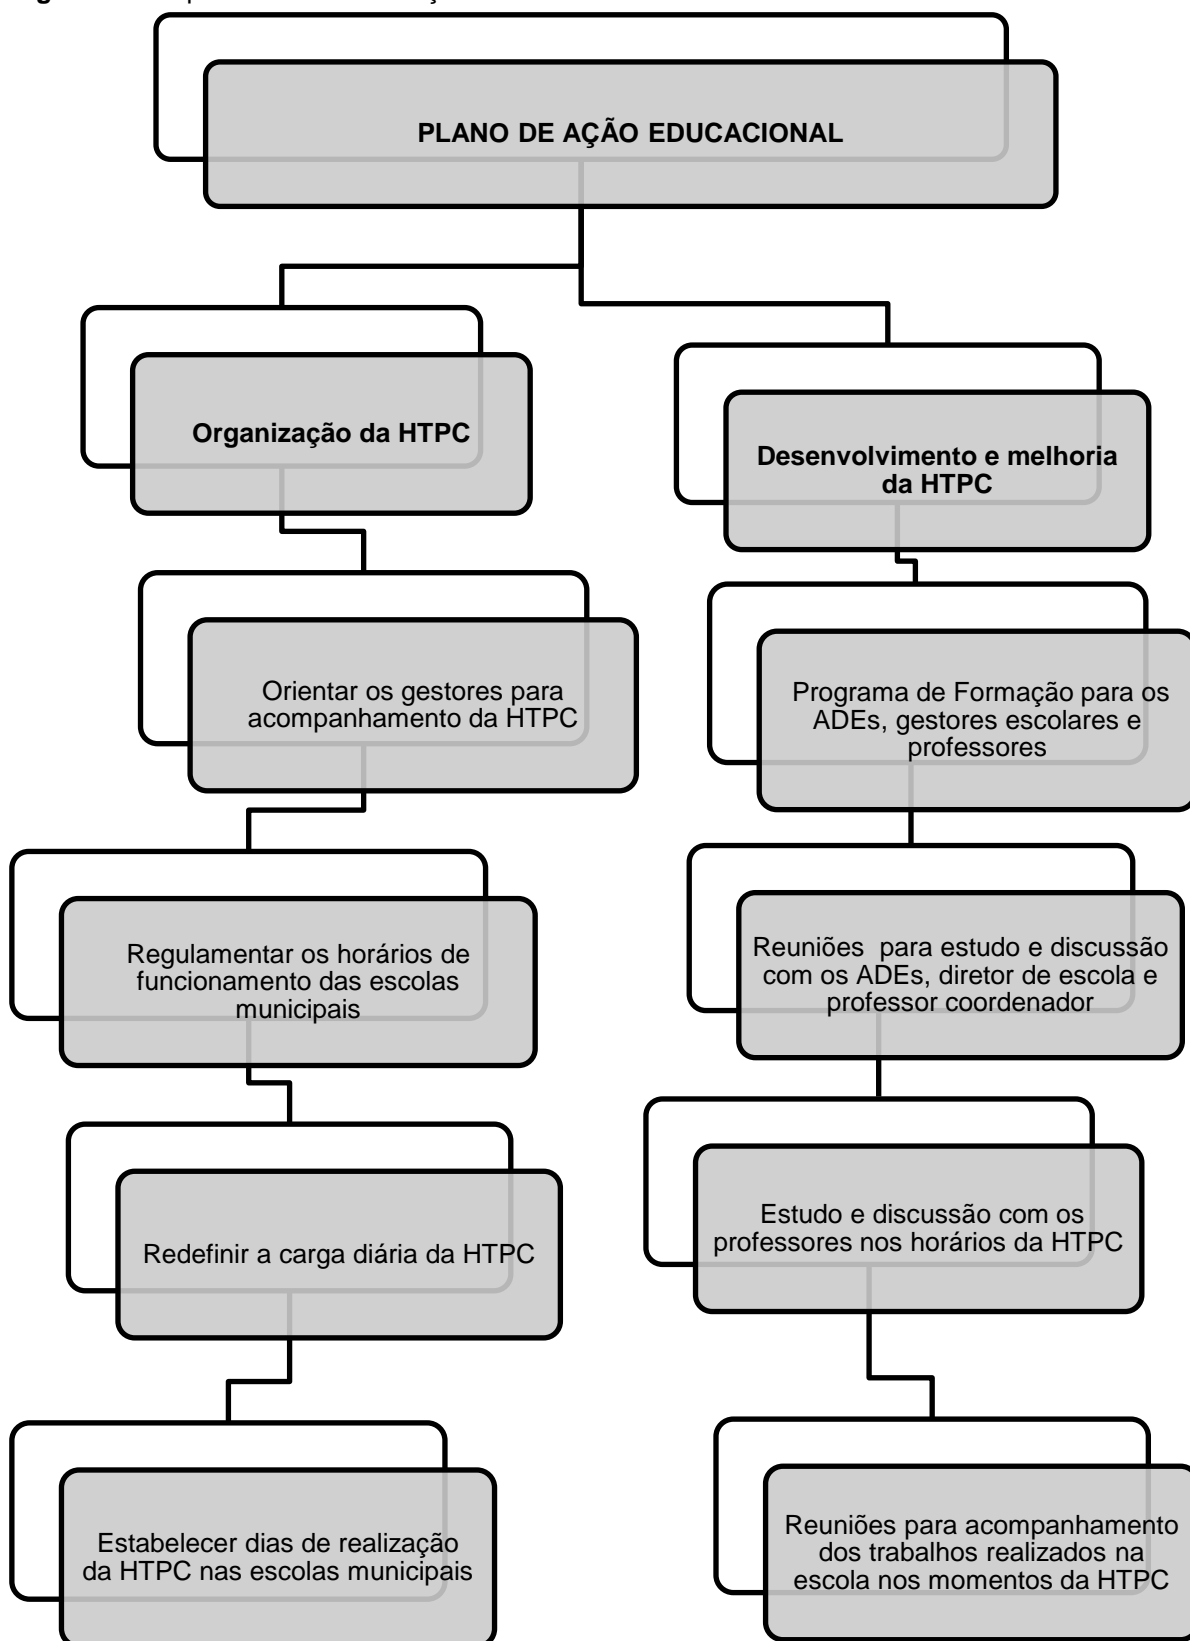 PLANO DE AÇÃO EDUCACIONAL
Organização da HTPC
Desenvolvimento e melhoria
da HTPC
Orientar os gestores para
acompanhamento da HTPC
Programa de Formação para os
ADEs, gestores escolares e
professores
Regulamentar os horários de
funcionamento das escolas
municipais
Reuniões para estudo e discussão
com os ADEs, diretor de escola e
professor coordenador
Redefinir a carga diária da HTPC
Estudo e discussão com os
professores nos horários da HTPC
Estabelecer dias de realização
da HTPC nas escolas municipais
Reuniões para acompanhamento
dos trabalhos realizados na
escola nos momentos da HTPC